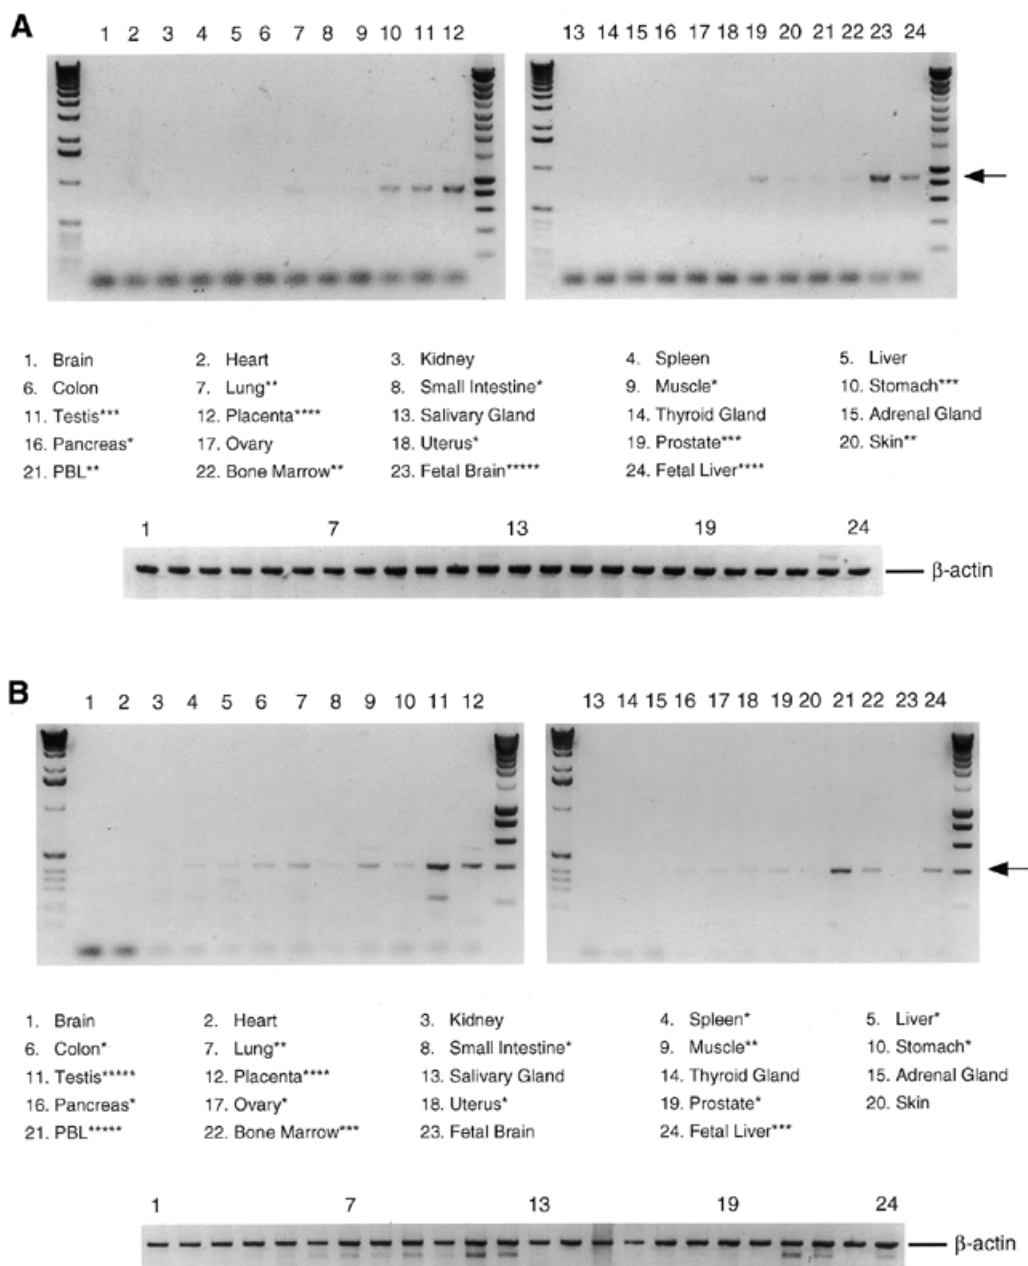 A
1 2 3 4 5 6 7 8 9 10 11 12 13 14 15 16 17 18 19 20 21 22 23 24
1. Brain 2. Heart 3. Kidney 4. Spleen 5. Liver
6. Colon 7. Lung** 8. Small Intestine* 9. Muscle* 10. Stomach***
11. Testis*** 12. Placenta**** 13. Salivary Gland 14. Thyroid Gland 15. Adrenal Gland
16. Pancreas* 17. Ovary 18. Uterus* 19. Prostate*** 20. Skin**
21. PBL** 22. Bone Marrow** 23. Fetal Brain***** 24. Fetal Liver****
1 7 13 19 24
β-actin
B
1 2 3 4 5 6 7 8 9 10 11 12 13 14 15 16 17 18 19 20 21 22 23 24
1. Brain 2. Heart 3. Kidney 4. Spleen* 5. Liver*
6. Colon* 7. Lung** 8. Small Intestine* 9. Muscle** 10. Stomach*
11. Testis***** 12. Placenta**** 13. Salivary Gland 14. Thyroid Gland 15. Adrenal Gland
16. Pancreas* 17. Ovary* 18. Uterus* 19. Prostate* 20. Skin
21. PBL***** 22. Bone Marrow*** 23. Fetal Brain 24. Fetal Liver***
1 7 13 19 24
β-actin